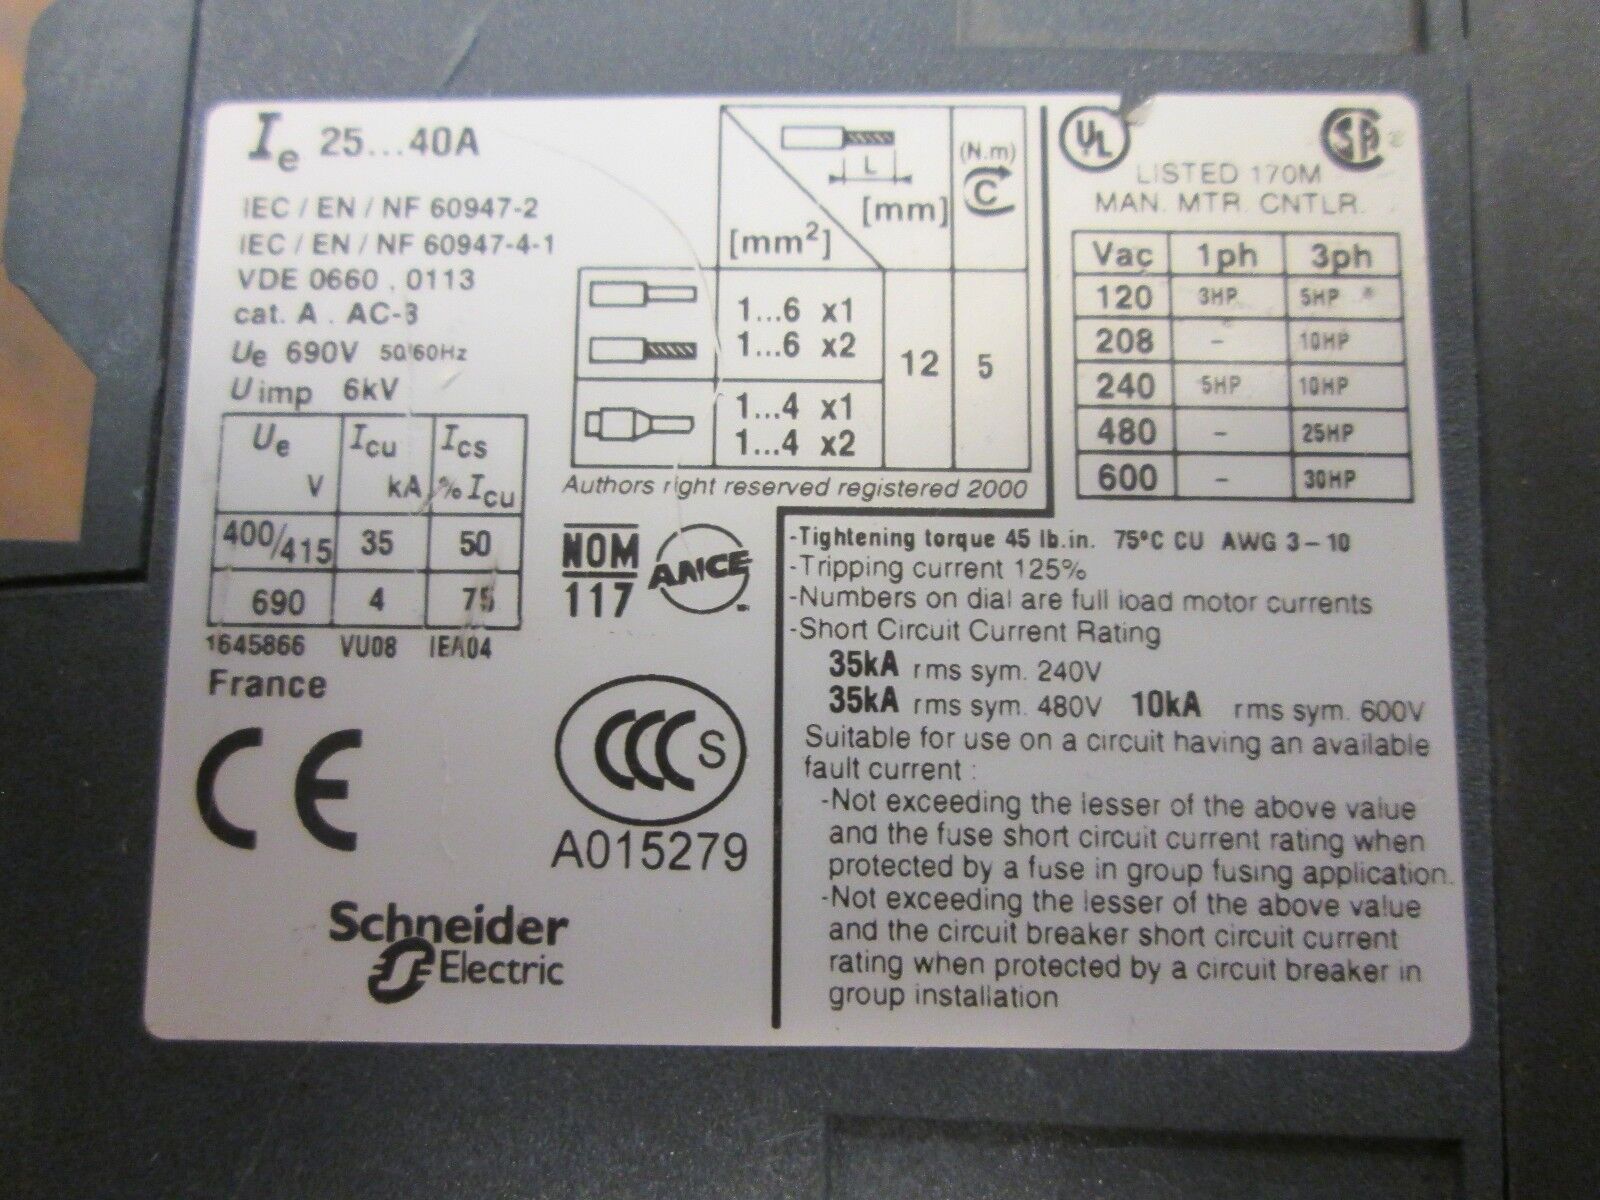 Ie 25...40A
IEC / EN / NF 60947-2
IEC / EN / NF 60947-4-1
VDE 0660 . 0113
cat. A . AC-3
Ue 690V 50/60Hz
Uimp 6kV
Ue V Icu kA Ics % Icu
400/415 35 50
690 4 75
1645866 VU08 IEA04
France
CE
L
[mm]
[mm²]
(N.m)
C
1...6 x1
1...6 x2
12 5
1...4 x1
1...4 x2
Authors right reserved registered 2000
NOM
117
ANCE
CCC S
A015279
Schneider
Electric
UL
SA
LISTED 170M
MAN. MTR. CNTLR.
Vac 1ph 3ph
120 3HP 5HP
208 - 10HP
240 5HP 10HP
480 - 25HP
600 - 30HP
-Tightening torque 45 lb.in. 75°C CU AWG 3-10
-Tripping current 125%
-Numbers on dial are full load motor currents
-Short Circuit Current Rating
35kA rms sym. 240V
35kA rms sym. 480V 10kA rms sym. 600V
Suitable for use on a circuit having an available
fault current :
-Not exceeding the lesser of the above value
and the fuse short circuit current rating when
protected by a fuse in group fusing application.
-Not exceeding the lesser of the above value
and the circuit breaker short circuit current
rating when protected by a circuit breaker in
group installation